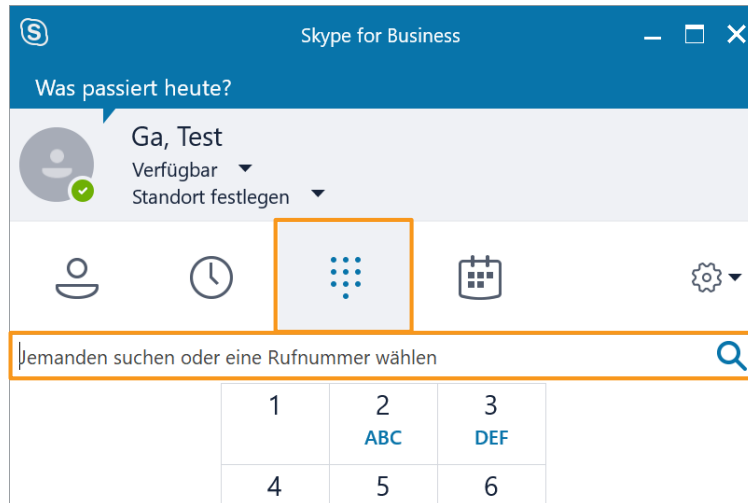 Skype for Business
Was passiert heute?
Ga, Test
Verfügbar
Standort festlegen
Jemanden suchen oder eine Rufnummer wählen
1 2 3
ABC DEF
4 5 6